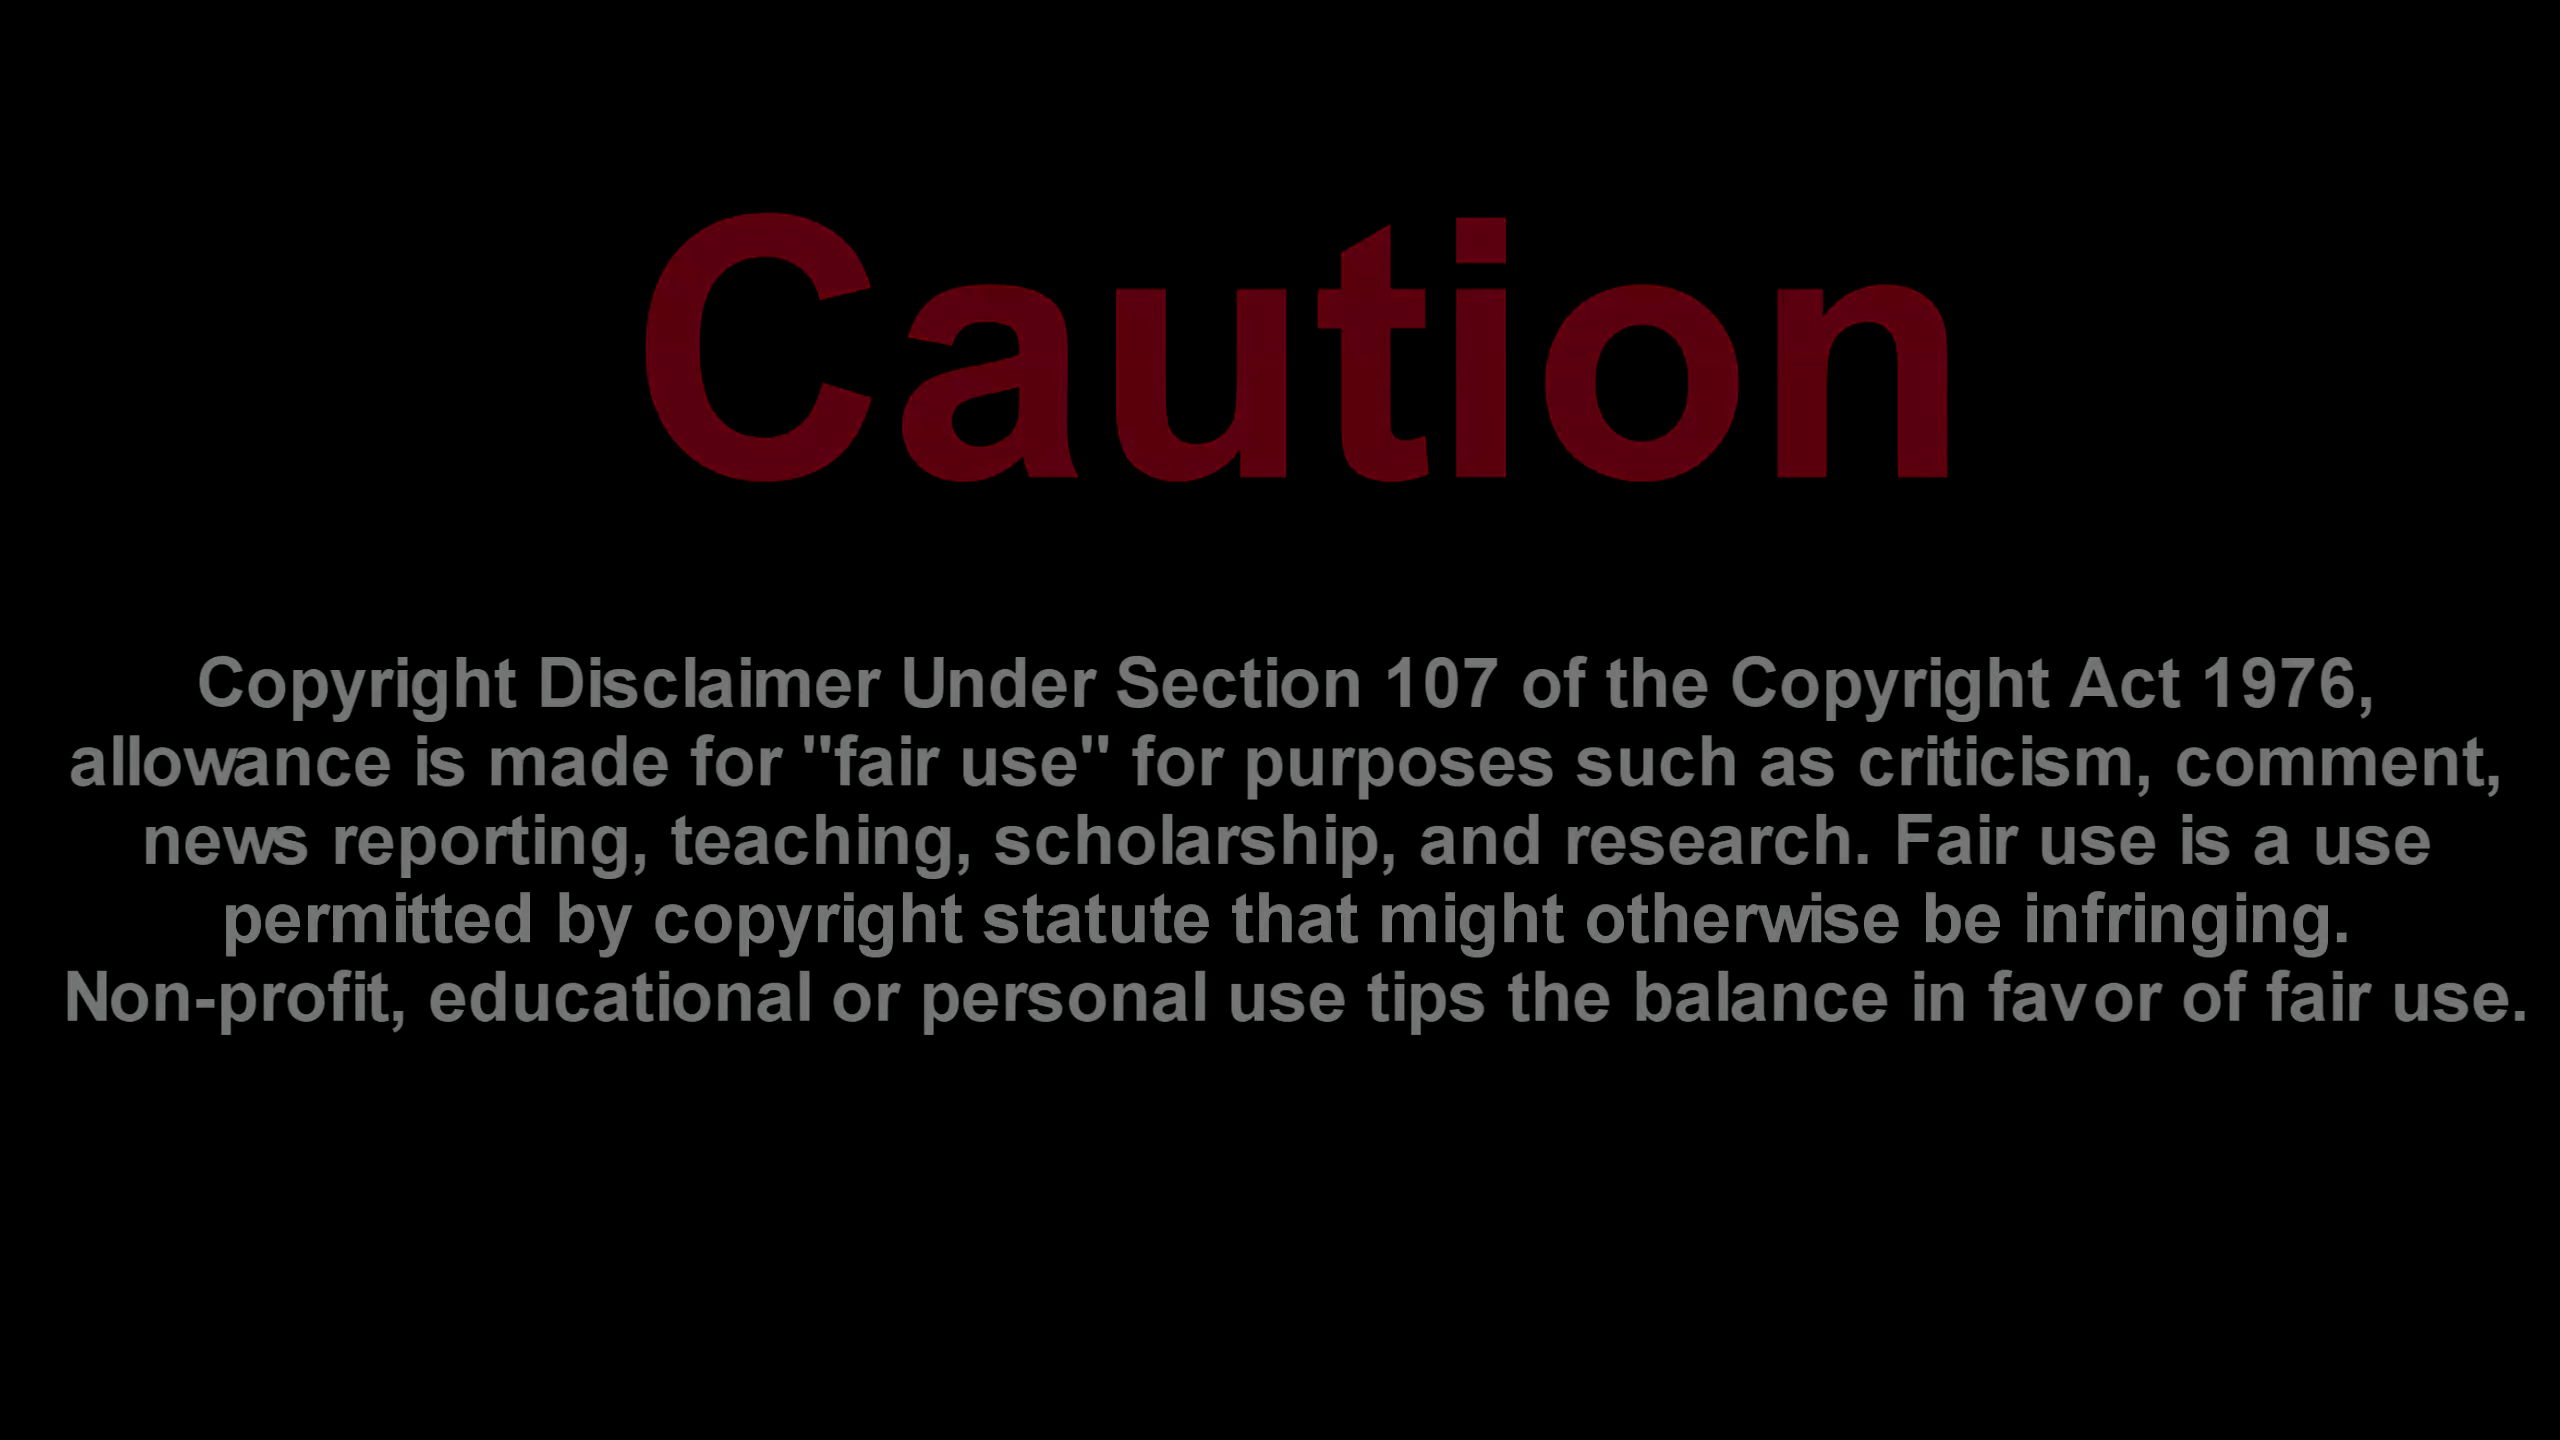 Caution
Copyright Disclaimer Under Section 107 of the Copyright Act 1976,
allowance is made for "fair use" for purposes such as criticism, comment,
news reporting, teaching, scholarship, and research. Fair use is a use
permitted by copyright statute that might otherwise be infringing.
Non-profit, educational or personal use tips the balance in favor of fair use.